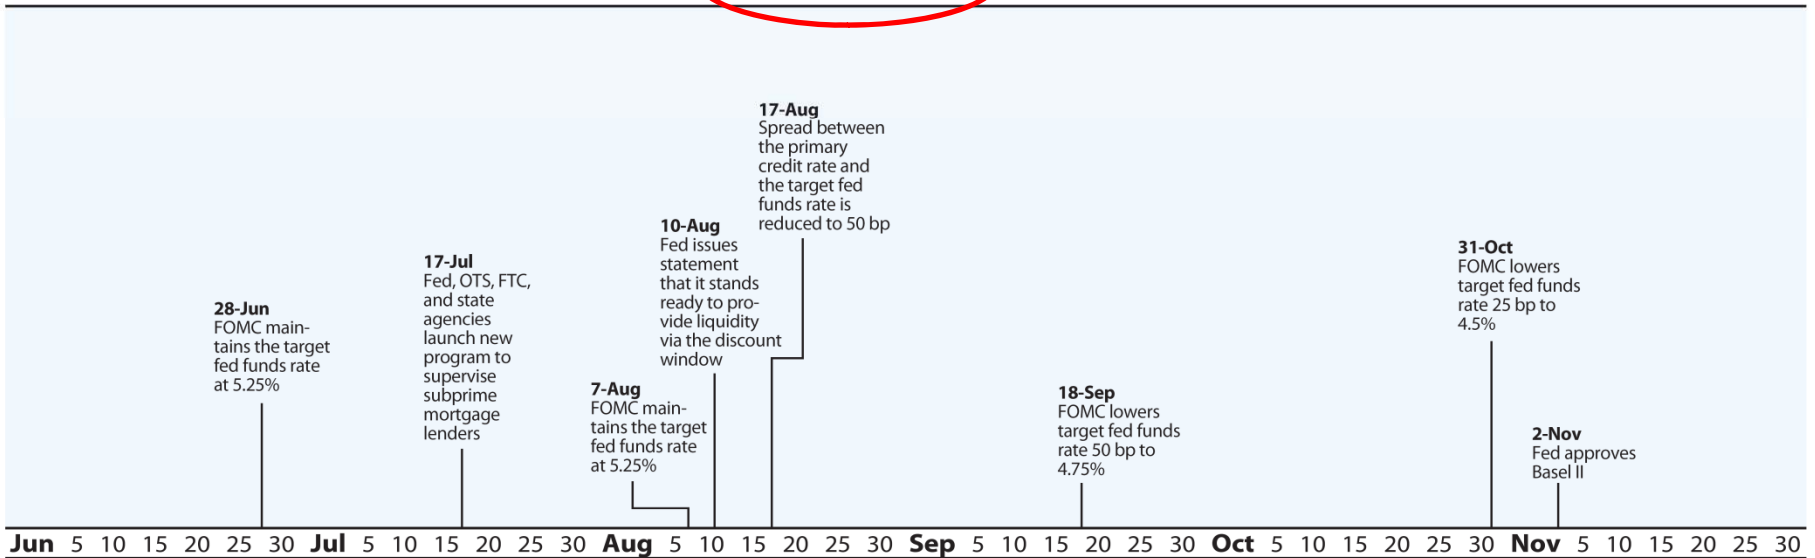 28-Jun
FOMC main-
tains the target
fed funds rate
at 5.25%
17-Jul
Fed, OTS, FTC,
and state
agencies
launch new
program to
supervise
subprime
mortgage
lenders
7-Aug
FOMC main-
tains the target
fed funds rate
at 5.25%
10-Aug
Fed issues
statement
that it stands
ready to pro-
vide liquidity
via the discount
window
17-Aug
Spread between
the primary
credit rate and
the target fed
funds rate is
reduced to 50 bp
18-Sep
FOMC lowers
target fed funds
rate 50 bp to
4.75%
31-Oct
FOMC lowers
target fed funds
rate 25 bp to
4.5%
2-Nov
Fed approves
Basel II
Jun 5 10 15 20 25 30 Jul 5 10 15 20 25 30 Aug 5 10 15 20 25 30 Sep 5 10 15 20 25 30 Oct 5 10 15 20 25 30 Nov 5 10 15 20 25 30